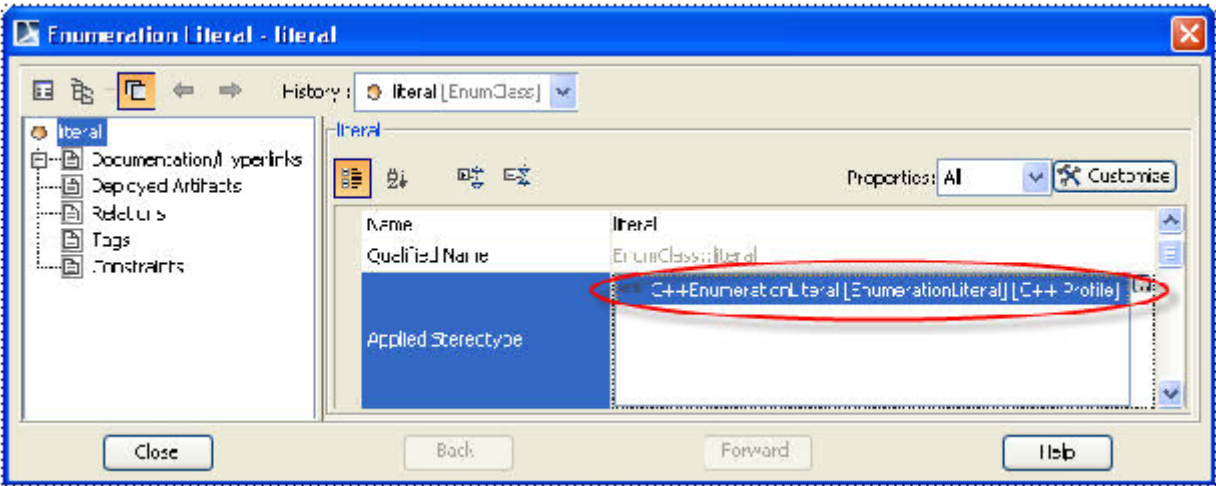 Enumeration Literal - literal
History : literal [EnumClass]
literal
Documentation/Hyperlinks
Deployed Artifacts
Relations
Tags
Constraints
literal
Properties: All Customize
Name literal
Qualified Name EnumClass::literal
Applied Stereotype C++EnumerationLiteral [EnumerationLiteral] [C++ Profile]
Close Back Forward Help